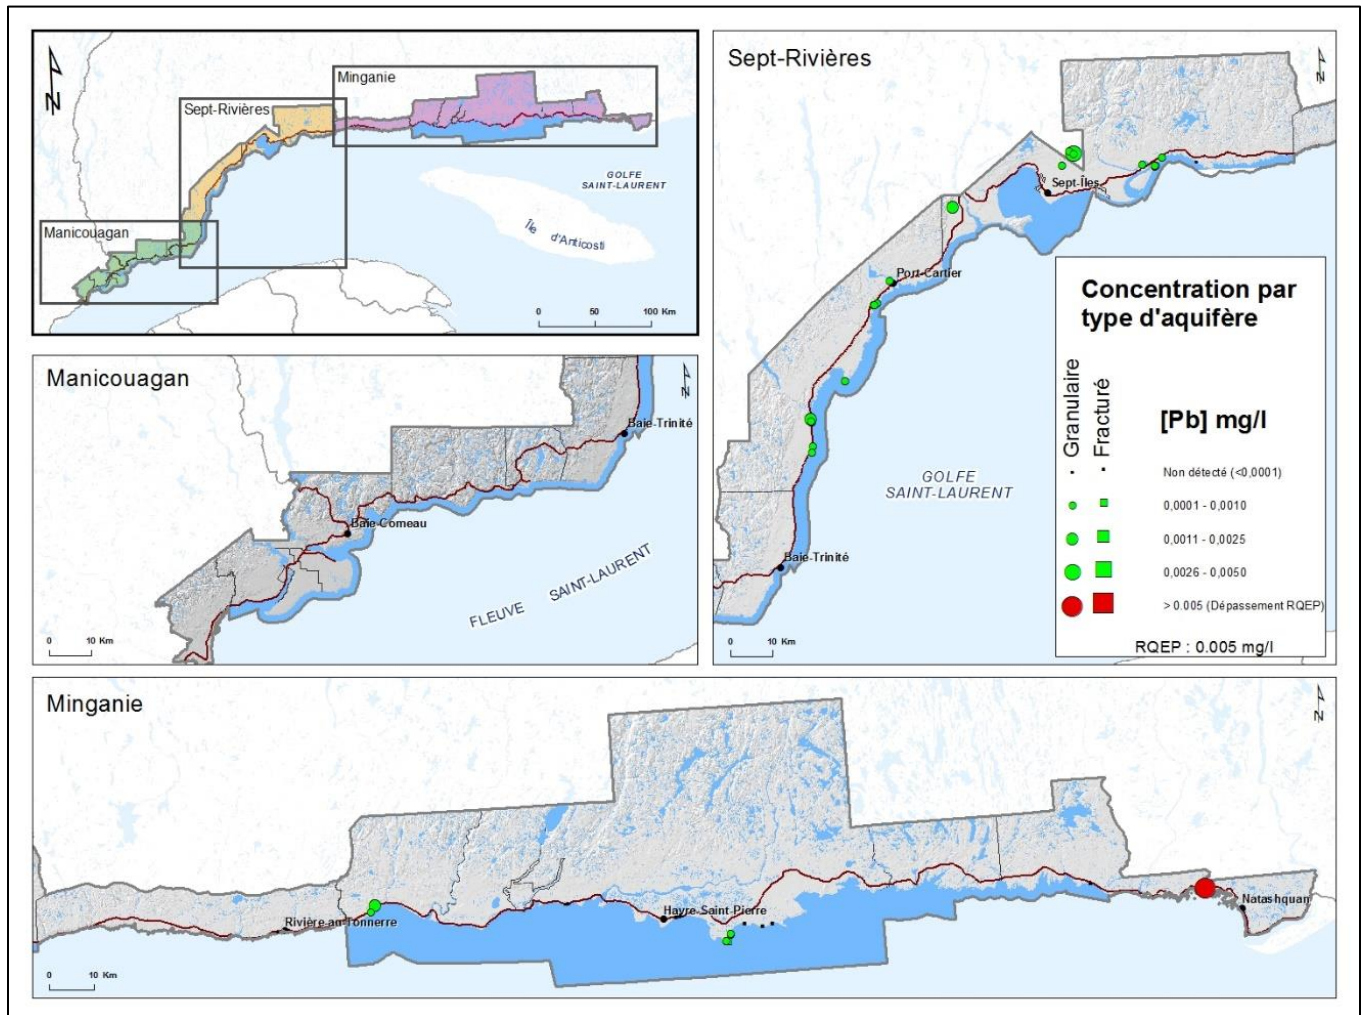 Minganie
Sept-Rivières
Manicouagan
GOLFE
SAINT-LAURENT
Île d'Anticosti
0 50 100 Km
N
Sept-Rivières
N
Sept-Îles
Port-Cartier
GOLFE
SAINT-LAURENT
Baie-Trinité
0 10 Km
Concentration par
type d'aquifère
Granulaire
Fracturé
[Pb] mg/l
Non détecté (<0,0001)
0,0001 - 0,0010
0,0011 - 0,0025
0,0026 - 0,0050
> 0.005 (Dépassement RQEP)
RQEP : 0.005 mg/l
Manicouagan
N
Baie-Trinité
Baie-Comeau
FLEUVE SAINT-LAURENT
0 10 Km
Minganie
N
Rivière-au-Tonnerre
Havre-Saint-Pierre
Natashquan
0 10 Km